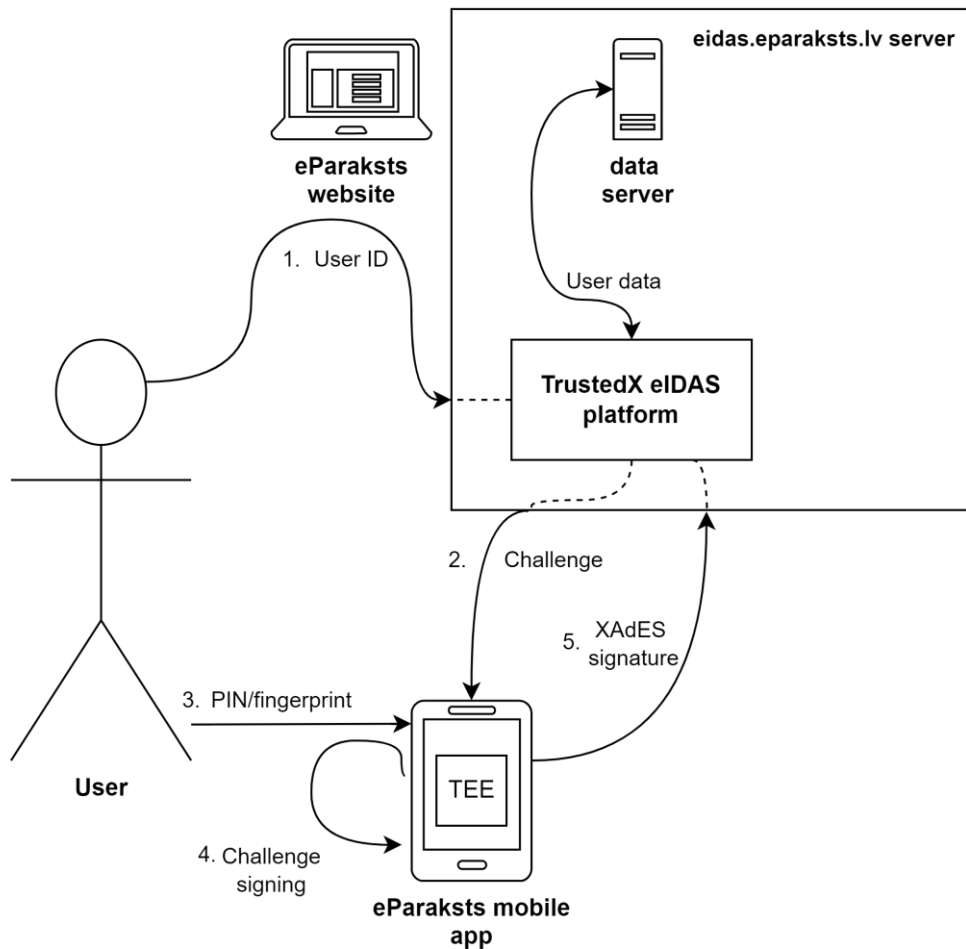 eidas.eparaksts.lv server
eParaksts
website
data
server
1. User ID
User data
TrustedX eIDAS
platform
2. Challenge
5. XAdES
signature
3. PIN/fingerprint
User
TEE
4. Challenge
signing
eParaksts mobile
app